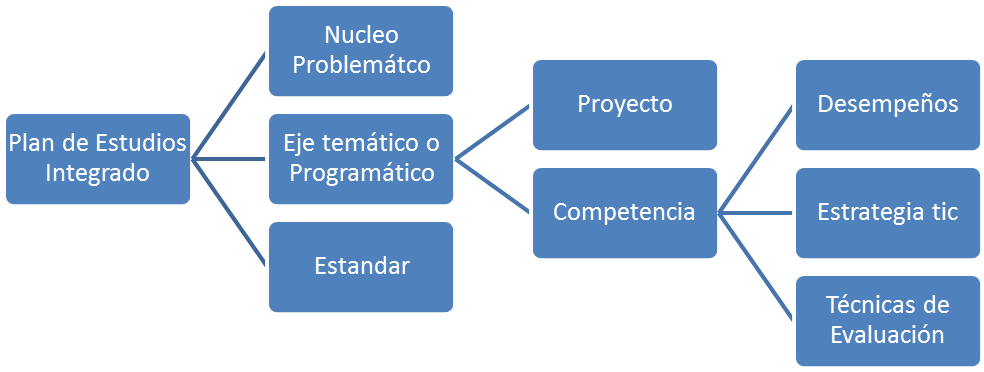 Plan de Estudios
Integrado
Nucleo
Problemátco
Eje temático o
Programático
Estandar
Proyecto
Competencia
Desempeños
Estrategia tic
Técnicas de
Evaluación